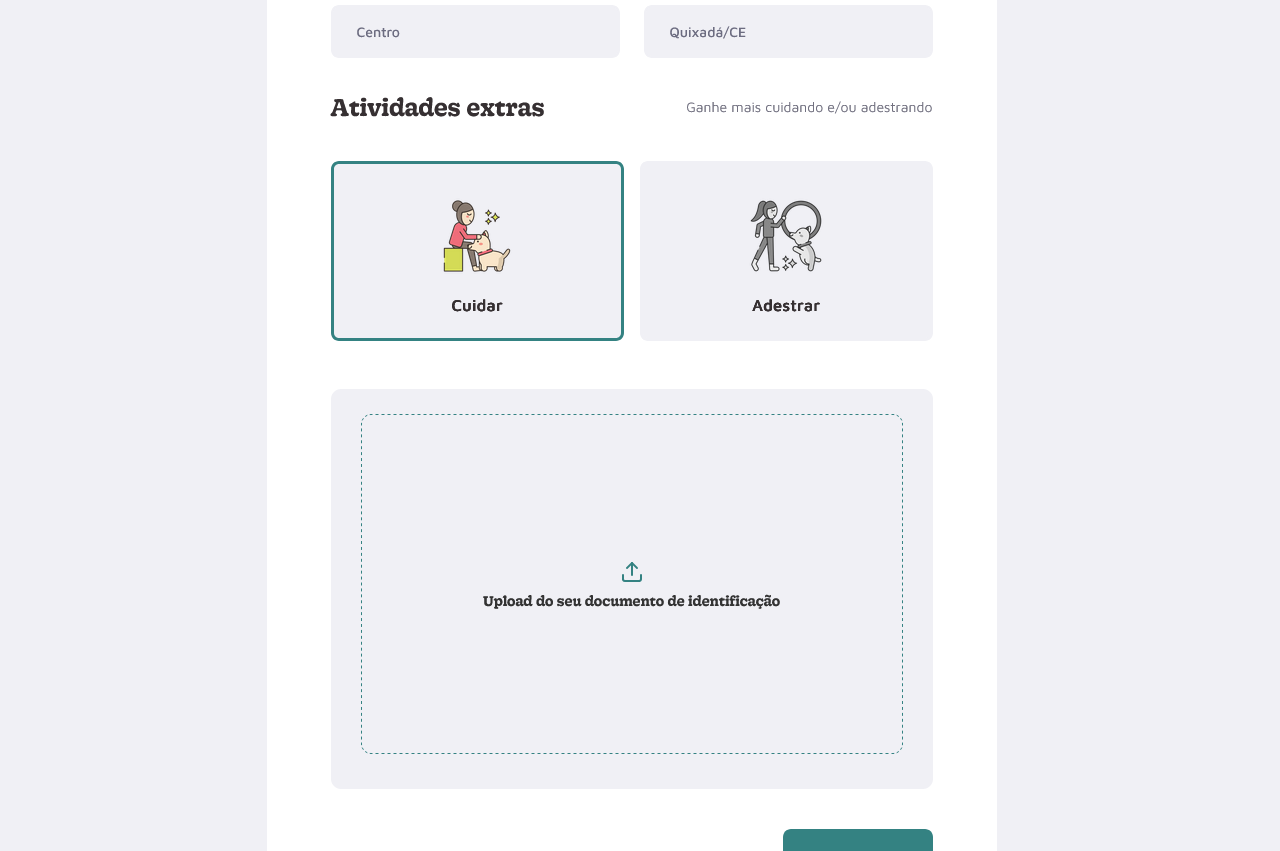 Centro
Quixadá/CE
Atividades extras
Ganhe mais cuidando e/ou adestrando
Cuidar
Adestrar
Upload do seu documento de identificação